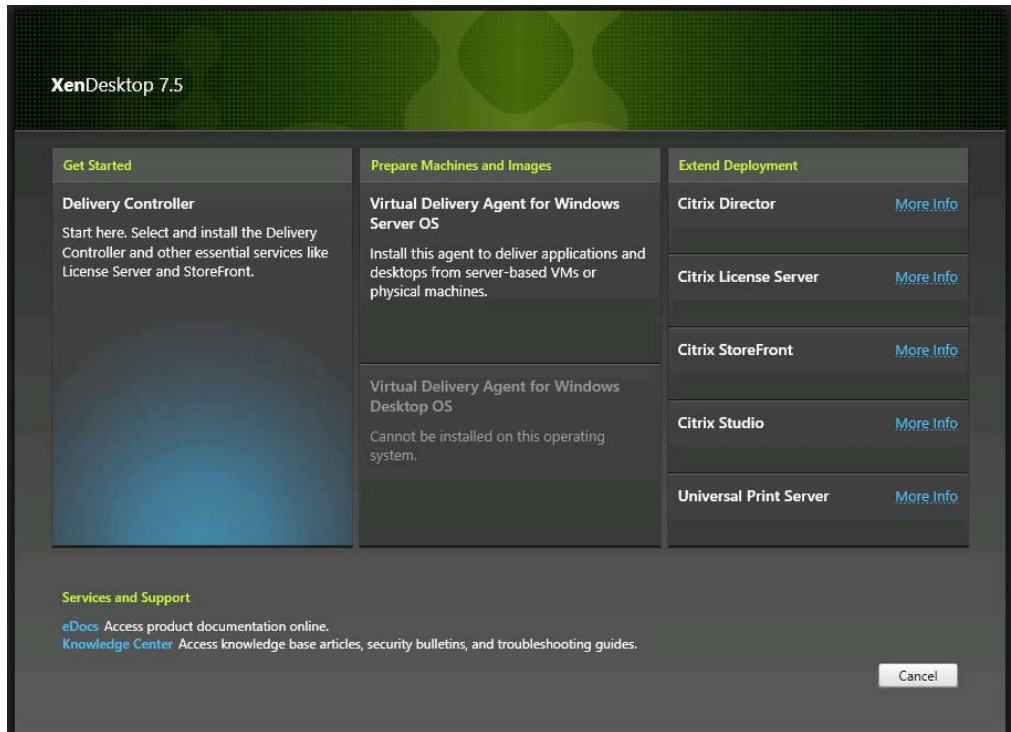 XenDesktop 7.5
Get Started
Delivery Controller
Start here. Select and install the Delivery
Controller and other essential services like
License Server and StoreFront.
Prepare Machines and Images
Virtual Delivery Agent for Windows
Server OS
Install this agent to deliver applications and
desktops from server-based VMs or
physical machines.
Virtual Delivery Agent for Windows
Desktop OS
Cannot be installed on this operating
system.
Extend Deployment
Citrix Director More Info
Citrix License Server More Info
Citrix StoreFront More Info
Citrix Studio More Info
Universal Print Server More Info
Services and Support
eDocs Access product documentation online.
Knowledge Center Access knowledge base articles, security bulletins, and troubleshooting guides.
Cancel